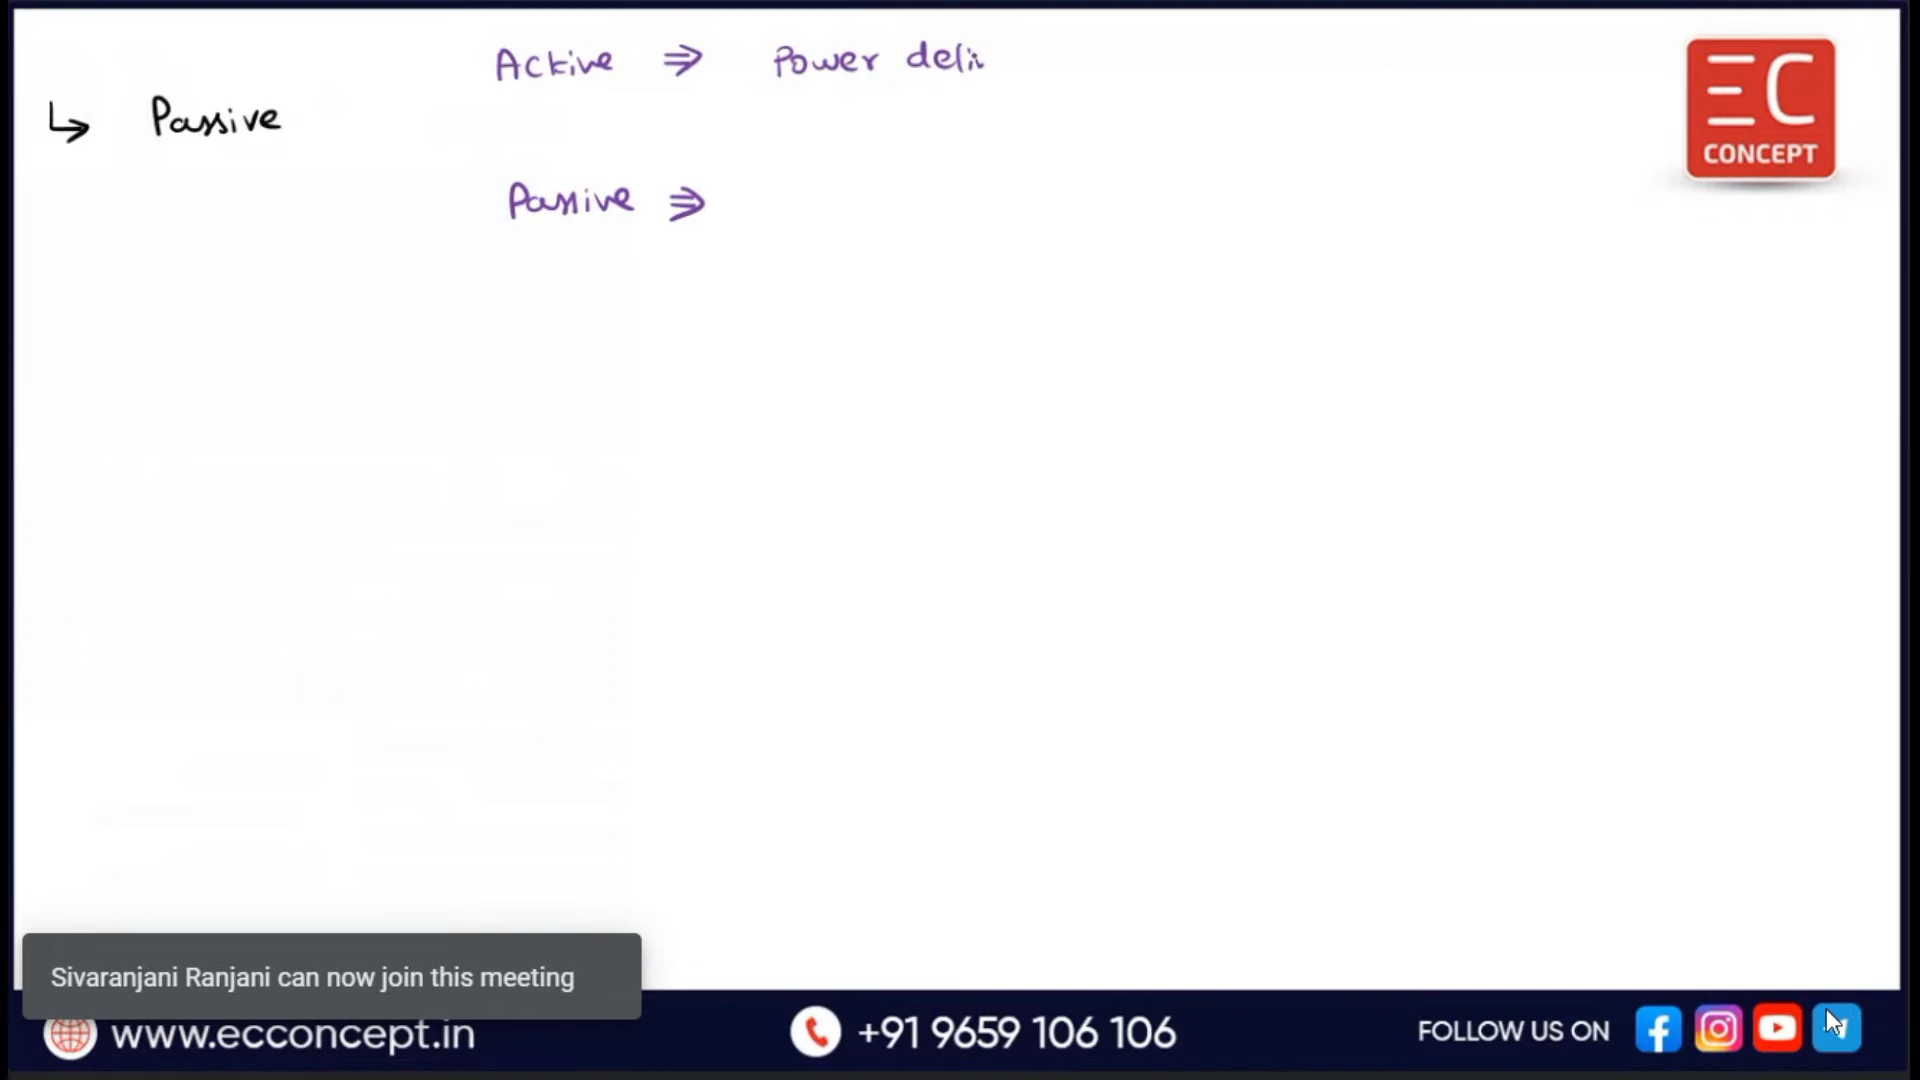 Active ⇒ Power deli
↳ Passive
Passive ⇒
EC
CONCEPT
Sivaranjani Ranjani can now join this meeting
www.ecconcept.in
+91 9659 106 106
FOLLOW US ON